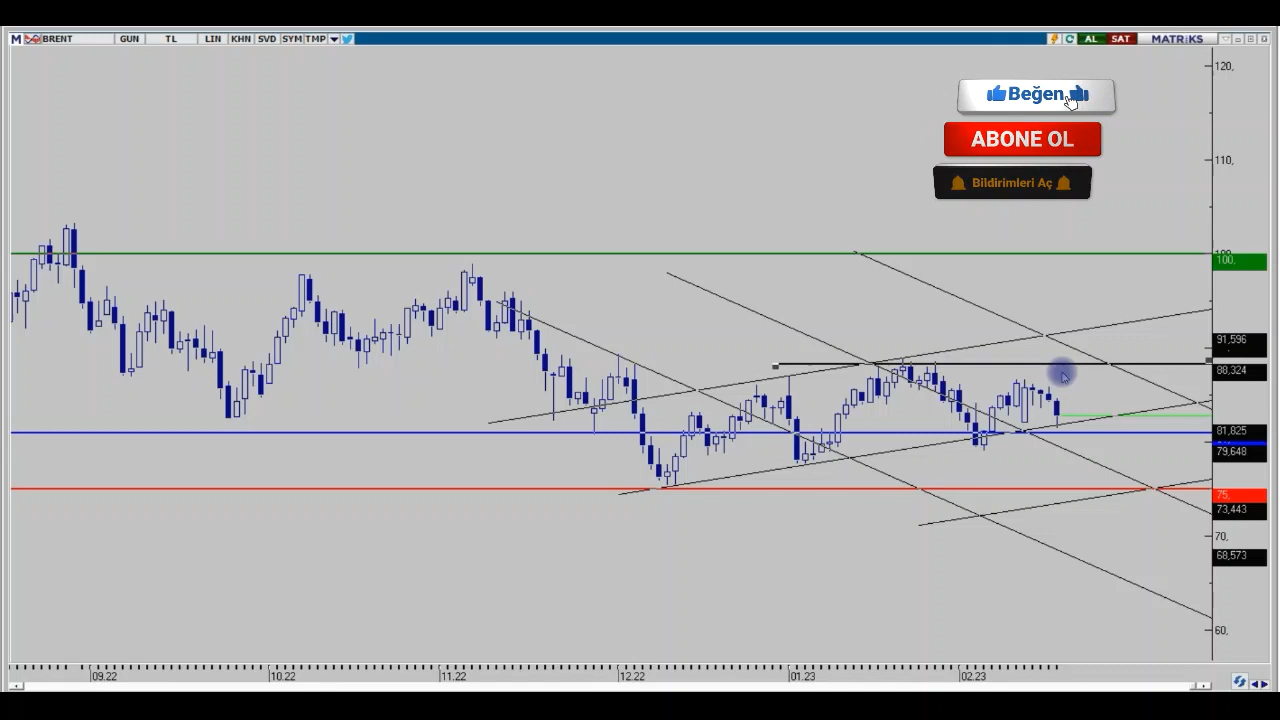 M BRENT GUN TL LIN KHN SVD SYM TMP AL SAT MATRiKS
Beğen
ABONE OL
Bildirimleri Aç
120,
110,
100,
100,
91,596
88,324
81,825
79,648
75,
73,443
70,
68,573
60,
09.22 10.22 11.22 12.22 01.23 02.23